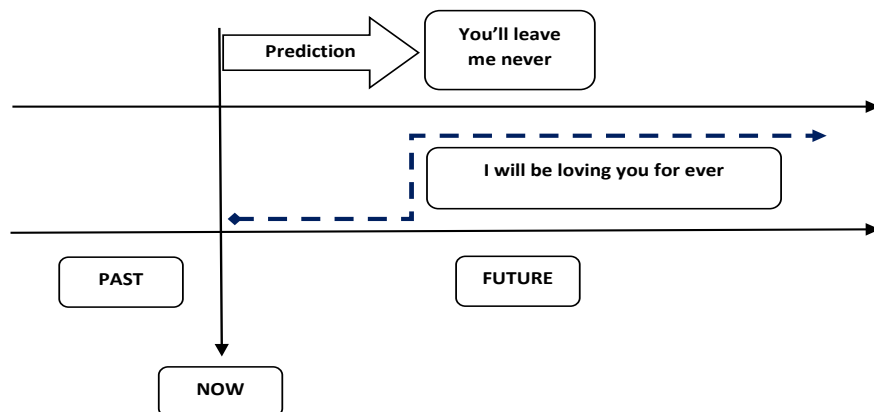 Prediction
You’ll leave
me never
I will be loving you for ever
PAST
FUTURE
NOW